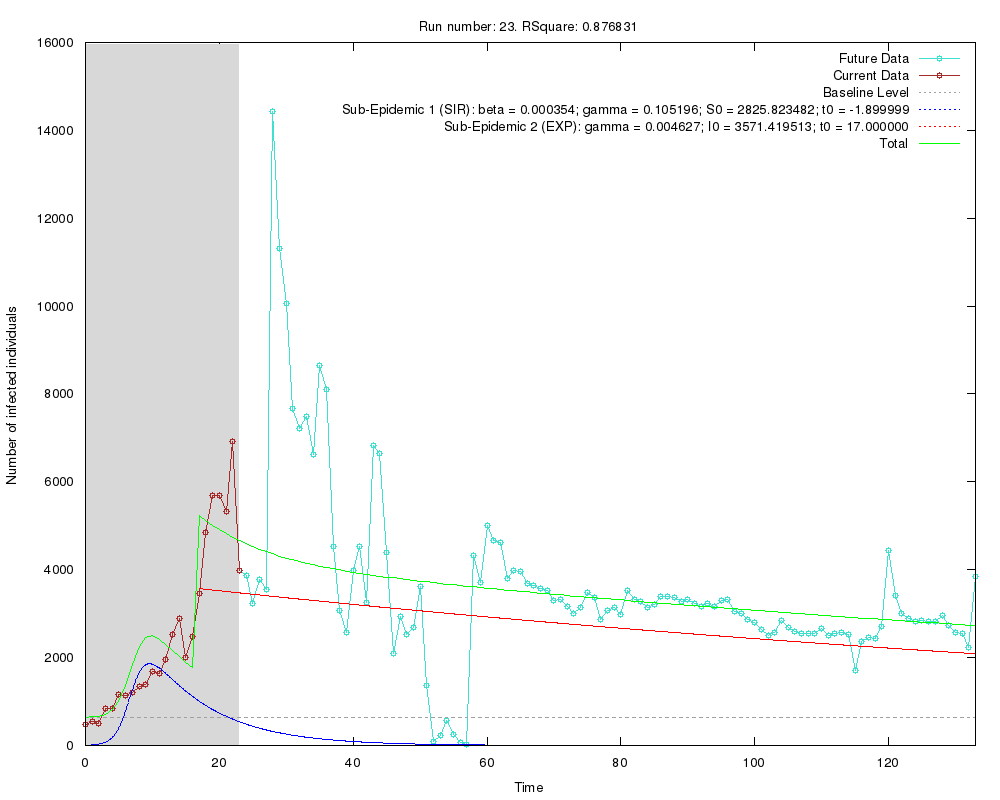 Run number: 23. RSquare: 0.876831
16000
14000
12000
10000
8000
6000
4000
2000
0
Number of infected individuals
Future Data
Current Data
Baseline Level
Sub-Epidemic 1 (SIR): beta = 0.000354; gamma = 0.105196; S0 = 2825.823482; t0 = -1.899999
Sub-Epidemic 2 (EXP): gamma = 0.004627; I0 = 3571.419513; t0 = 17.000000
Total
0 20 40 60 80 100 120
Time